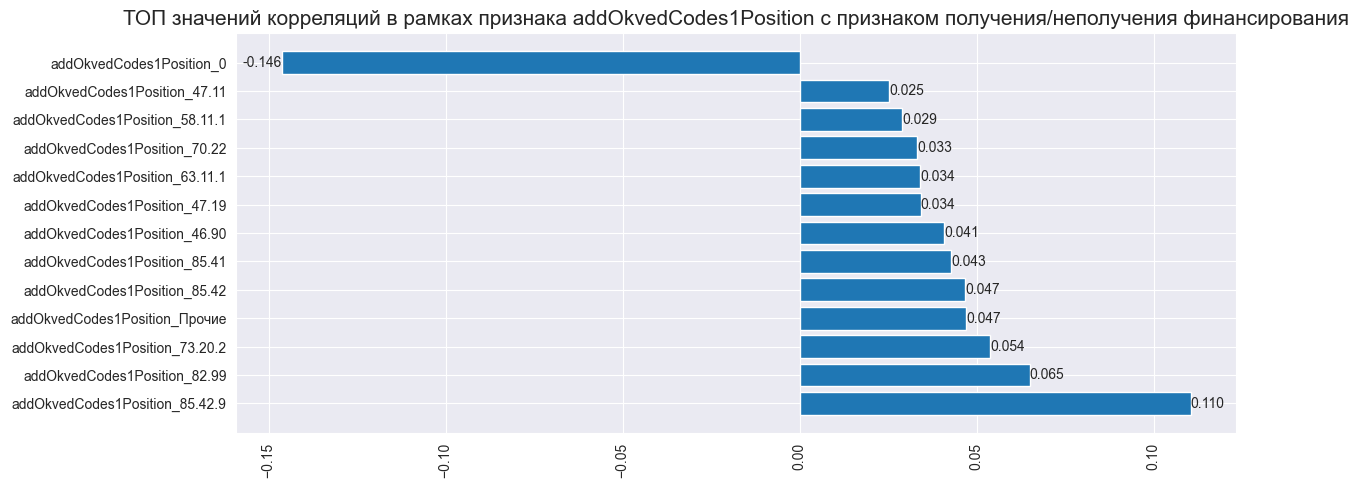 ТОП значений корреляций в рамках признака addOkvedCodes1Position с признаком получения/неполучения финансирования
addOkvedCodes1Position_0 -0.146
addOkvedCodes1Position_47.11 0.025
addOkvedCodes1Position_58.11.1 0.029
addOkvedCodes1Position_70.22 0.033
addOkvedCodes1Position_63.11.1 0.034
addOkvedCodes1Position_47.19 0.034
addOkvedCodes1Position_46.90 0.041
addOkvedCodes1Position_85.41 0.043
addOkvedCodes1Position_85.42 0.047
addOkvedCodes1Position_Прочие 0.047
addOkvedCodes1Position_73.20.2 0.054
addOkvedCodes1Position_82.99 0.065
addOkvedCodes1Position_85.42.9 0.110
−0.15 −0.10 −0.05 0.00 0.05 0.10